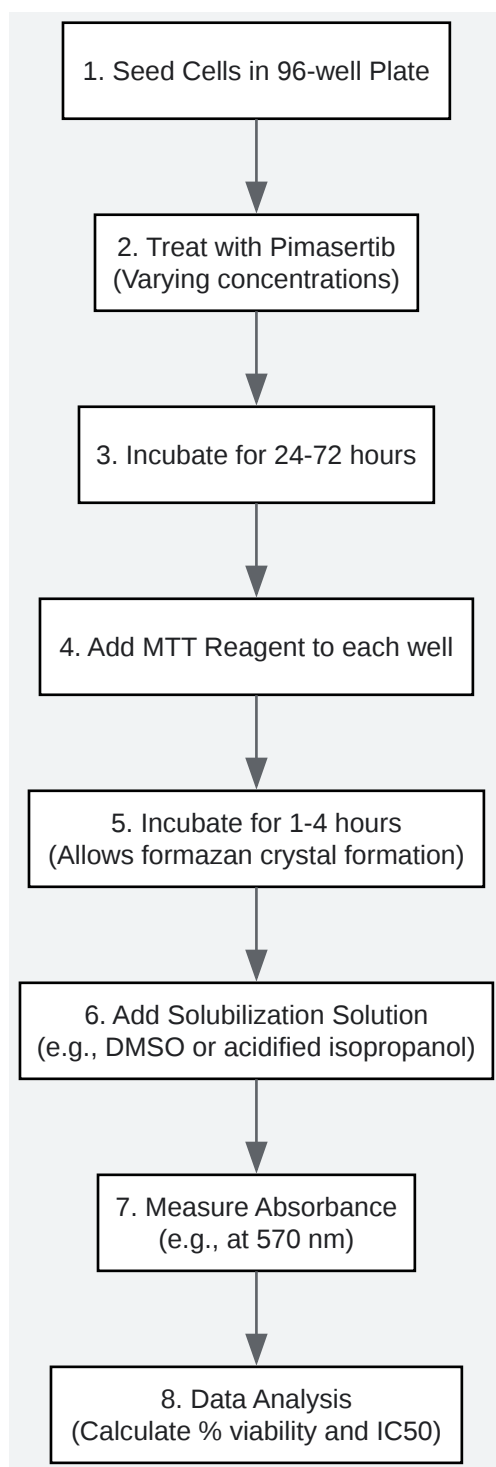 1. Seed Cells in 96-well Plate
2. Treat with Pimasertib
(Varying concentrations)
3. Incubate for 24-72 hours
4. Add MTT Reagent to each well
5. Incubate for 1-4 hours
(Allows formazan crystal formation)
6. Add Solubilization Solution
(e.g., DMSO or acidified isopropanol)
7. Measure Absorbance
(e.g., at 570 nm)
8. Data Analysis
(Calculate % viability and IC50)